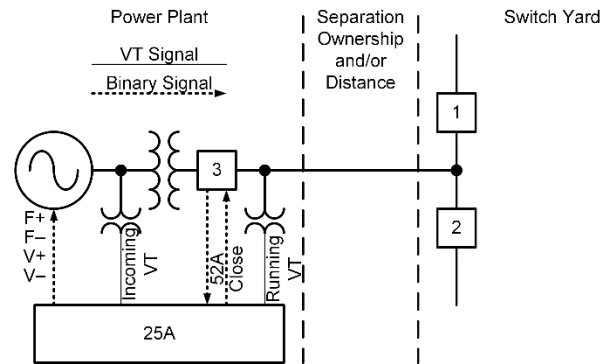 Power Plant
Separation
Ownership
and/or
Distance
Switch Yard
VT Signal
Binary Signal
1
3
2
F+
F–
V+
V–
Incoming
VT
52A
Close
Running
VT
25A